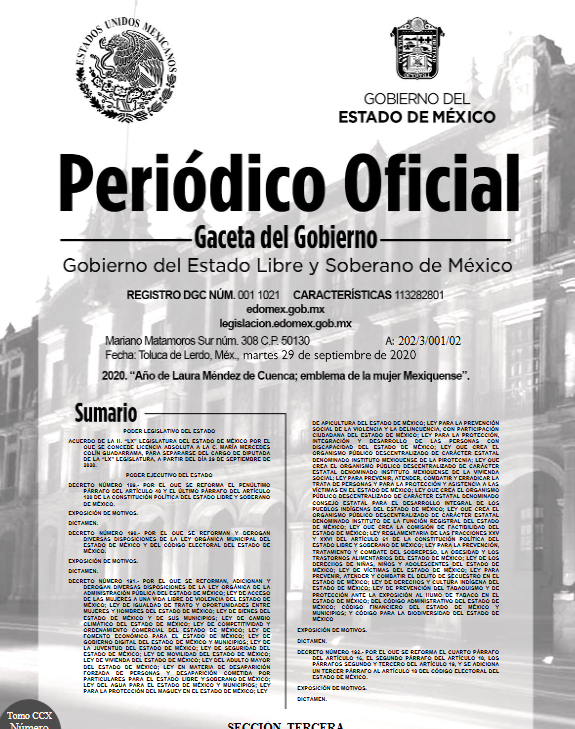 ESTADOS UNIDOS MEXICANOS
GOBIERNO DEL
ESTADO DE MÉXICO
Periódico Oficial
Gaceta del Gobierno
Gobierno del Estado Libre y Soberano de México
REGISTRO DGC NÚM. 001 1021 CARACTERÍSTICAS 113282801
edomex.gob.mx
legislacion.edomex.gob.mx
Mariano Matamoros Sur núm. 308 C.P. 50130
A: 202/3/001/02
Fecha: Toluca de Lerdo, Méx., martes 29 de septiembre de 2020
2020. “Año de Laura Méndez de Cuenca; emblema de la mujer Mexiquense”.
Sumario
PODER LEGISLATIVO DEL ESTADO
ACUERDO DE LA H. “LX” LEGISLATURA DEL ESTADO DE MÉXICO POR EL
QUE SE CONCEDE LICENCIA ABSOLUTA A LA C. MARÍA MERCEDES
COLÍN GUADARRAMA, PARA SEPARARSE DEL CARGO DE DIPUTADA
DE LA “LX” LEGISLATURA, A PARTIR DEL DÍA 29 DE SEPTIEMBRE DE
2020.
PODER EJECUTIVO DEL ESTADO
DECRETO NÚMERO 189.- POR EL QUE SE REFORMA EL PENÚLTIMO
PÁRRAFO DEL ARTÍCULO 40 Y EL ÚLTIMO PÁRRAFO DEL ARTÍCULO
DE LA CONSTITUCIÓN POLÍTICA DEL ESTADO LIBRE Y SOBERANO
DE MÉXICO.
EXPOSICIÓN DE MOTIVOS.
DICTAMEN.
DECRETO NÚMERO 190.- POR EL QUE SE REFORMAN Y DEROGAN
DIVERSAS DISPOSICIONES DE LA LEY ORGÁNICA MUNICIPAL DEL
ESTADO DE MÉXICO Y DEL CÓDIGO ELECTORAL DEL ESTADO DE
MÉXICO.
EXPOSICIÓN DE MOTIVOS.
DICTAMEN.
DECRETO NÚMERO 191.- POR EL QUE SE REFORMAN, ADICIONAN Y
DEROGAN DIVERSAS DISPOSICIONES DE LA LEY ORGÁNICA DE LA
ADMINISTRACIÓN PÚBLICA DEL ESTADO DE MÉXICO; LEY DE ACCESO
DE LAS MUJERES A UNA VIDA LIBRE DE VIOLENCIA DEL ESTADO DE
MÉXICO; LEY DE IGUALDAD DE TRATO Y OPORTUNIDADES ENTRE
MUJERES Y HOMBRES DEL ESTADO DE MÉXICO; LEY DE BIENES DEL
ESTADO DE MÉXICO Y DE SUS MUNICIPIOS; LEY DE CAMBIO
CLIMÁTICO DEL ESTADO DE MÉXICO; LEY DE COMPETITIVIDAD Y
ORDENAMIENTO COMERCIAL DEL ESTADO DE MÉXICO; LEY DE
FOMENTO ECONÓMICO PARA EL ESTADO DE MÉXICO; LEY DE
GOBIERNO DIGITAL DEL ESTADO DE MÉXICO Y MUNICIPIOS; LEY DE
LA JUVENTUD DEL ESTADO DE MÉXICO; LEY DE SEGURIDAD DEL
ESTADO DE MÉXICO; LEY DE MOVILIDAD DEL ESTADO DE MÉXICO;
LEY DE VIVIENDA DEL ESTADO DE MÉXICO; LEY DEL ADULTO MAYOR
DEL ESTADO DE MÉXICO; LEY EN MATERIA DE DESAPARICIÓN
FORZADA DE PERSONAS Y DESAPARICIÓN COMETIDA POR
PARTICULARES PARA EL ESTADO LIBRE Y SOBERANO DE MÉXICO;
LEY DEL AGUA PARA EL ESTADO DE MÉXICO Y MUNICIPIOS; LEY
PARA LA PROTECCIÓN DEL MAGUEY EN EL ESTADO DE MÉXICO; LEY
DE APICULTURA DEL ESTADO DE MÉXICO; LEY PARA LA PREVENCIÓN
SOCIAL DE LA VIOLENCIA Y LA DELINCUENCIA, CON PARTICIPACIÓN
CIUDADANA DEL ESTADO DE MÉXICO; LEY PARA LA PROTECCIÓN,
INTEGRACIÓN Y DESARROLLO DE LAS PERSONAS CON
DISCAPACIDAD DEL ESTADO DE MÉXICO; LEY QUE CREA EL
ORGANISMO PÚBLICO DESCENTRALIZADO DE CARÁCTER ESTATAL
DENOMINADO INSTITUTO MEXIQUENSE DE LA PIROTECNIA; LEY QUE
CREA EL ORGANISMO PÚBLICO DESCENTRALIZADO DE CARÁCTER
ESTATAL DENOMINADO INSTITUTO MEXIQUENSE DE LA VIVIENDA
SOCIAL; LEY PARA PREVENIR, ATENDER, COMBATIR Y ERRADICAR LA
TRATA DE PERSONAS Y PARA LA PROTECCIÓN Y ASISTENCIA A LAS
VÍCTIMAS EN EL ESTADO DE MÉXICO; LEY QUE CREA EL ORGANISMO
PÚBLICO DESCENTRALIZADO DE CARÁCTER ESTATAL DENOMINADO
CONSEJO ESTATAL PARA EL DESARROLLO INTEGRAL DE LOS
PUEBLOS INDÍGENAS DEL ESTADO DE MÉXICO; LEY QUE CREA EL
ORGANISMO PÚBLICO DESCENTRALIZADO DE CARÁCTER ESTATAL
DENOMINADO INSTITUTO DE LA FUNCIÓN REGISTRAL DEL ESTADO
DE MÉXICO; LEY QUE CREA LA COMISIÓN DE FACTIBILIDAD DEL
ESTADO DE MÉXICO; LEY REGLAMENTARIA DE LAS FRACCIONES XXV
Y XXVI DEL ARTÍCULO 61 DE LA CONSTITUCIÓN POLÍTICA DEL
ESTADO LIBRE Y SOBERANO DE MÉXICO; LEY PARA LA PREVENCIÓN,
TRATAMIENTO Y COMBATE DEL SOBREPESO, LA OBESIDAD Y LOS
TRASTORNOS ALIMENTARIOS DEL ESTADO DE MÉXICO; LEY DE LOS
DERECHOS DE NIÑAS, NIÑOS Y ADOLESCENTES DEL ESTADO DE
MÉXICO; LEY DE VÍCTIMAS DEL ESTADO DE MÉXICO; LEY PARA
PREVENIR, ATENDER Y COMBATIR EL DELITO DE SECUESTRO EN EL
ESTADO DE MÉXICO; LEY DE DERECHOS Y CULTURA INDÍGENA DEL
ESTADO DE MÉXICO; LEY DE PREVENCIÓN DEL TABAQUISMO Y DE
PROTECCIÓN ANTE LA EXPOSICIÓN AL HUMO DE TABACO EN EL
ESTADO DE MÉXICO; DEL CÓDIGO ADMINISTRATIVO DEL ESTADO DE
MÉXICO; CÓDIGO FINANCIERO DEL ESTADO DE MÉXICO Y
MUNICIPIOS; Y CÓDIGO PARA LA BIODIVERSIDAD DEL ESTADO DE
MÉXICO
EXPOSICIÓN DE MOTIVOS.
DICTAMEN.
DECRETO NÚMERO 192.- POR EL QUE SE REFORMA EL CUARTO PÁRRAFO
DEL ARTÍCULO 16, EL SEGUNDO PÁRRAFO DEL ARTÍCULO 18, LOS
PÁRRAFOS SEGUNDO Y TERCERO DEL ARTÍCULO 19, Y SE ADICIONA
UN TERCER PÁRRAFO AL ARTÍCULO 19 DEL CÓDIGO ELECTORAL DEL
ESTADO DE MÉXICO.
EXPOSICIÓN DE MOTIVOS.
DICTAMEN.
Tomo CCX
Número
SECCIÓN TERCERA